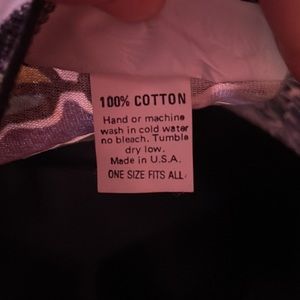 100% COTTON
Hand or machine
wash in cold water
no bleach. Tumble
dry low.
Made in U.S.A.
ONE SIZE FITS ALL